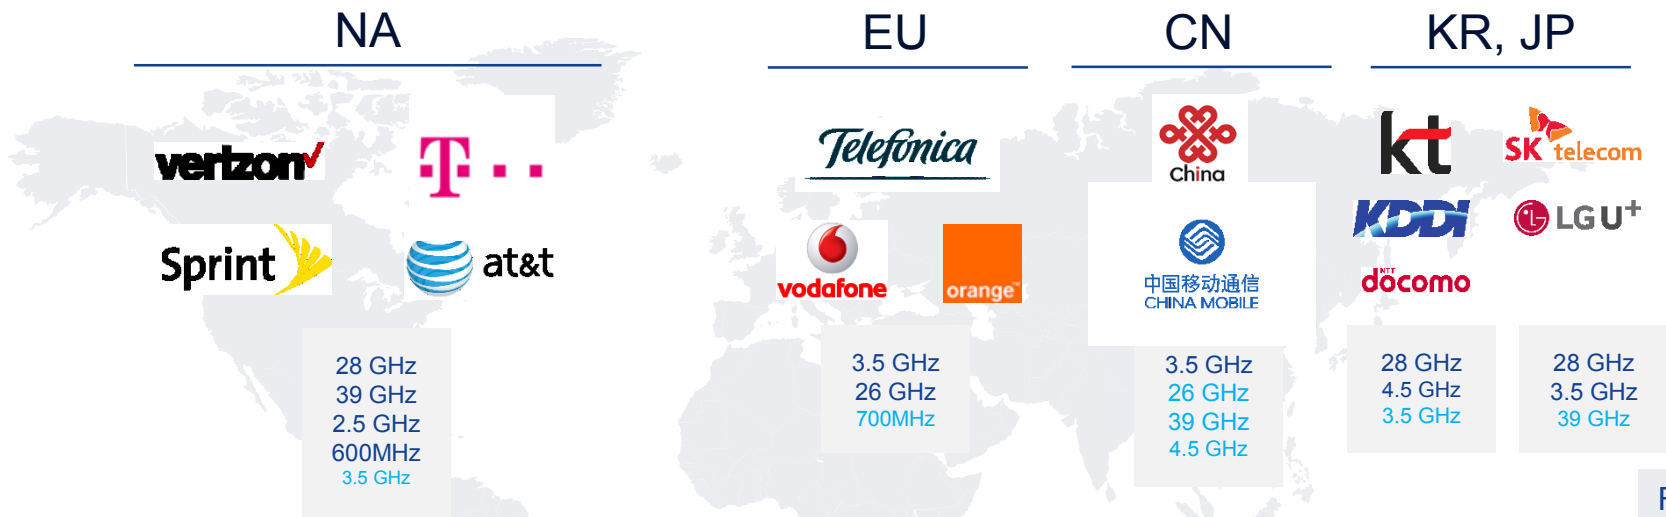 NA
EU
CN
KR, JP
verizon
T
Sprint
at&t
Telefónica
vodafone
orange™
China
中国移动通信
CHINA MOBILE
kt
SK telecom
KDDI
LG U+
NTT
döcomo
28 GHz
39 GHz
2.5 GHz
600MHz
3.5 GHz
3.5 GHz
26 GHz
700MHz
3.5 GHz
26 GHz
39 GHz
4.5 GHz
28 GHz
4.5 GHz
3.5 GHz
28 GHz
3.5 GHz
39 GHz